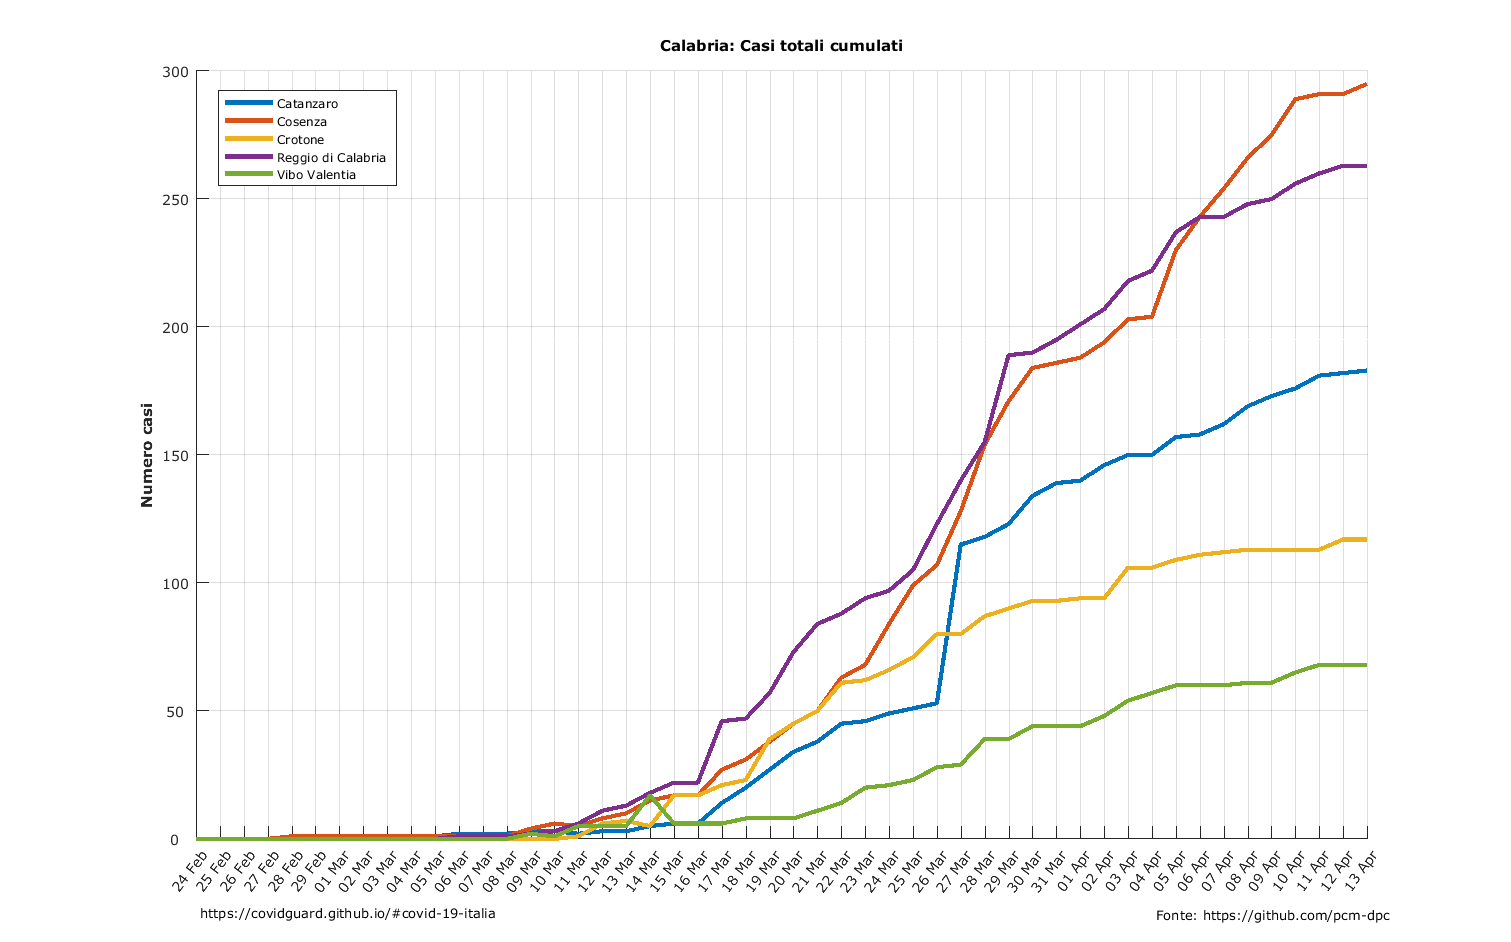 Calabria: Casi totali cumulati
300
250
200
150
100
50
0
Numero casi
Catanzaro
Cosenza
Crotone
Reggio di Calabria
Vibo Valentia
24 Feb
25 Feb
26 Feb
27 Feb
28 Feb
29 Feb
01 Mar
02 Mar
03 Mar
04 Mar
05 Mar
06 Mar
07 Mar
08 Mar
09 Mar
10 Mar
11 Mar
12 Mar
13 Mar
14 Mar
15 Mar
16 Mar
17 Mar
18 Mar
19 Mar
20 Mar
21 Mar
22 Mar
23 Mar
24 Mar
25 Mar
26 Mar
27 Mar
28 Mar
29 Mar
30 Mar
31 Mar
01 Apr
02 Apr
03 Apr
04 Apr
05 Apr
06 Apr
07 Apr
08 Apr
09 Apr
10 Apr
11 Apr
12 Apr
13 Apr
https://covidguard.github.io/#covid-19-italia
Fonte: https://github.com/pcm-dpc